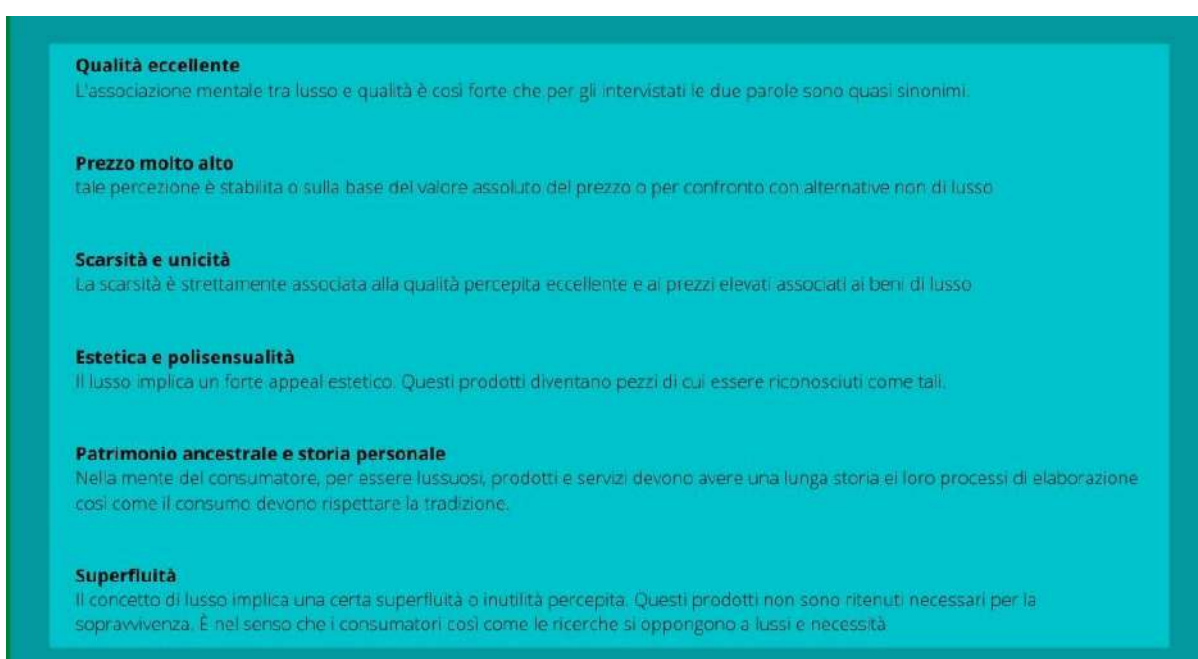 Qualità eccellente
L'associazione mentale tra lusso e qualità è così forte che per gli intervistati le due parole sono quasi sinonimi.
Prezzo molto alto
tale percezione è stabilita o sulla base del valore assoluto del prezzo o per confronto con alternative non di lusso
Scarsità e unicità
La scarsità è strettamente associata alla qualità percepita eccellente e ai prezzi elevati associati ai beni di lusso
Estetica e polisensualità
Il lusso implica un forte appeal estetico. Questi prodotti diventano pezzi di cui essere riconosciuti come tali.
Patrimonio ancestrale e storia personale
Nella mente del consumatore, per essere lussuosi, prodotti e servizi devono avere una lunga storia ei loro processi di elaborazione
così come il consumo devono rispettare la tradizione.
Superfluità
Il concetto di lusso implica una certa superfluità o inutilità percepita. Questi prodotti non sono ritenuti necessari per la
sopravvivenza. È nel senso che i consumatori così come le ricerche si oppongono a lussi e necessità